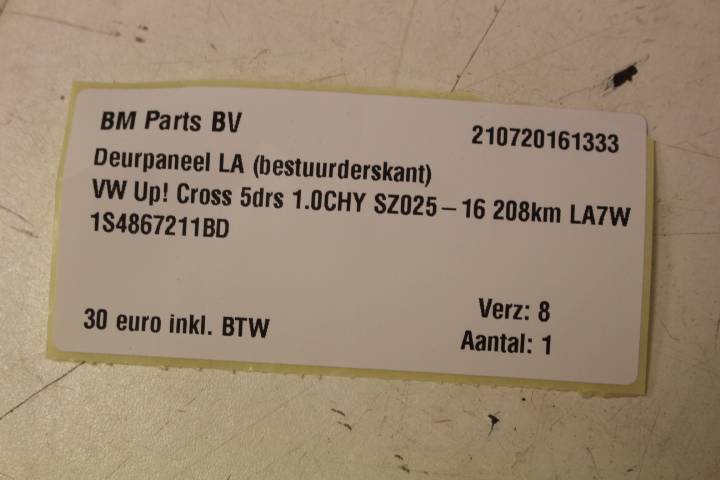 BM Parts BV 210720161333
Deurpaneel LA (bestuurderskant)
VW Up! Cross 5drs 1.0CHY SZ025-16 208km LA7W
1S4867211BD
30 euro inkl. BTW Verz: 8
Aantal: 1